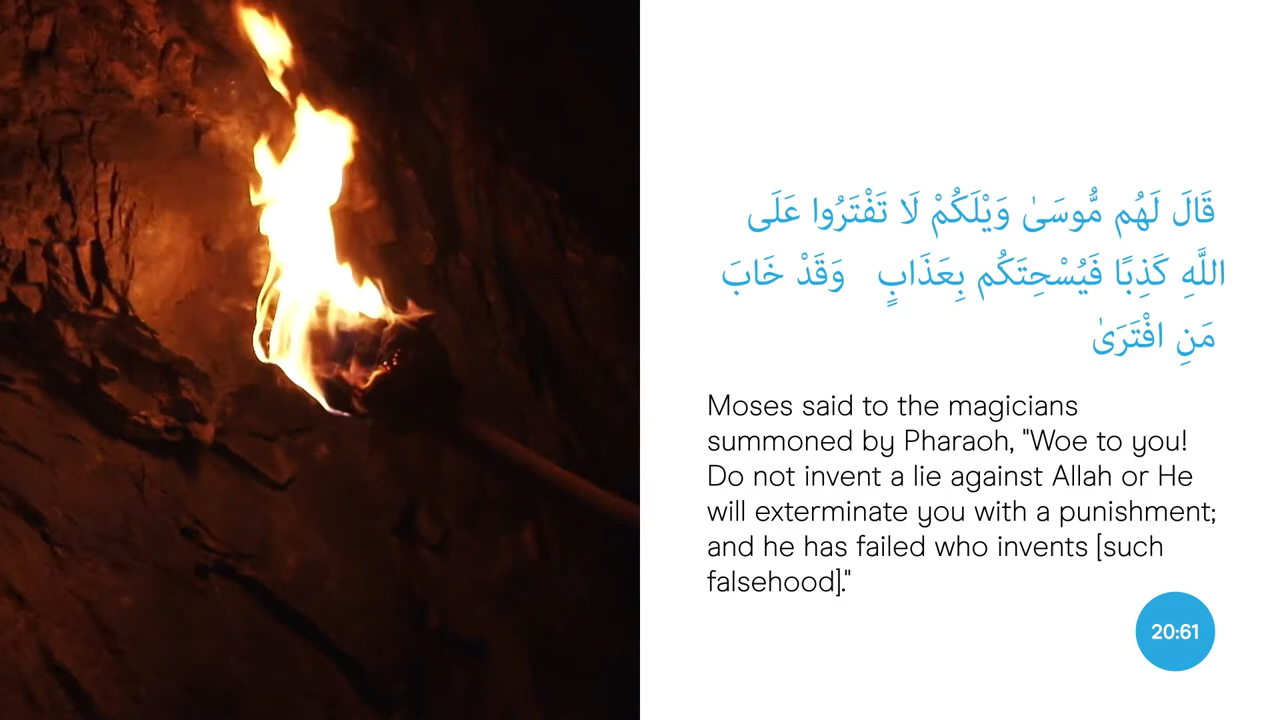 قَالَ لَهُم مُّوسَىٰ وَيْلَكُمْ لَا تَفْتَرُوا عَلَى
اللَّهِ كَذِبًا فَيُسْحِتَكُم بِعَذَابٍ وَقَدْ خَابَ
مَنِ افْتَرَىٰ
Moses said to the magicians
summoned by Pharaoh, "Woe to you!
Do not invent a lie against Allah or He
will exterminate you with a punishment;
and he has failed who invents [such
falsehood]."
20:61